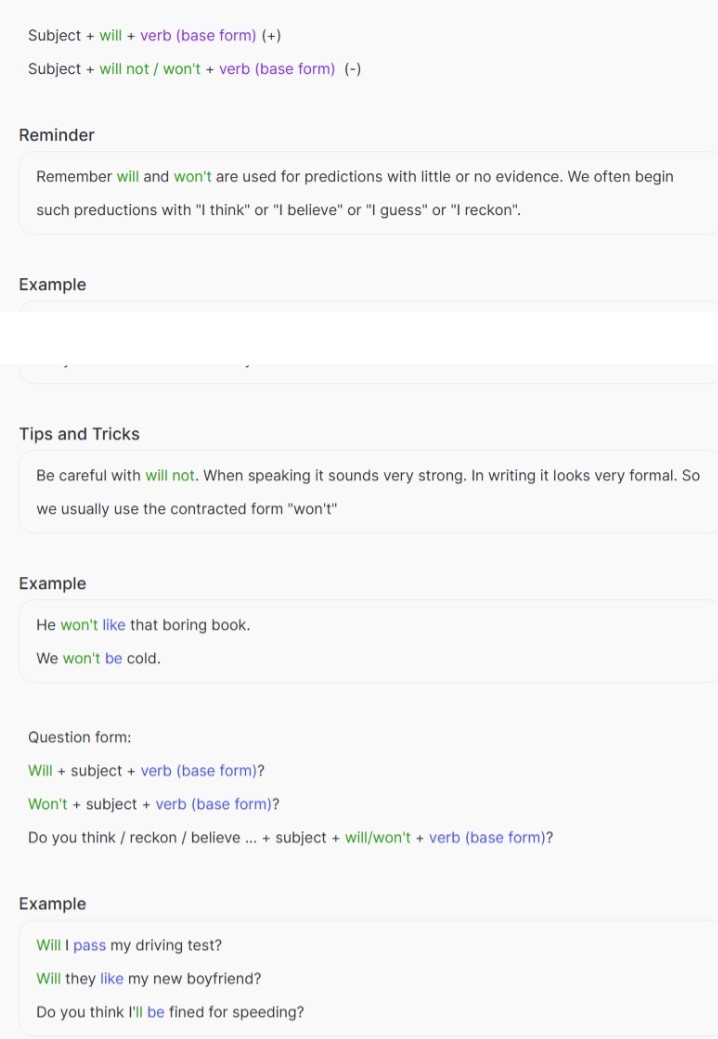 Subject + will + verb (base form) (+)
Subject + will not / won't + verb (base form) (-)
Reminder
Remember will and won't are used for predictions with little or no evidence. We often begin
such preductions with "I think" or "I believe" or "I guess" or "I reckon".
Example
Tips and Tricks
Be careful with will not. When speaking it sounds very strong. In writing it looks very formal. So
we usually use the contracted form "won't"
Example
He won't like that boring book.
We won't be cold.
Question form:
Will + subject + verb (base form)?
Won't + subject + verb (base form)?
Do you think / reckon / believe ... + subject + will/won't + verb (base form)?
Example
Will I pass my driving test?
Will they like my new boyfriend?
Do you think I'll be fined for speeding?